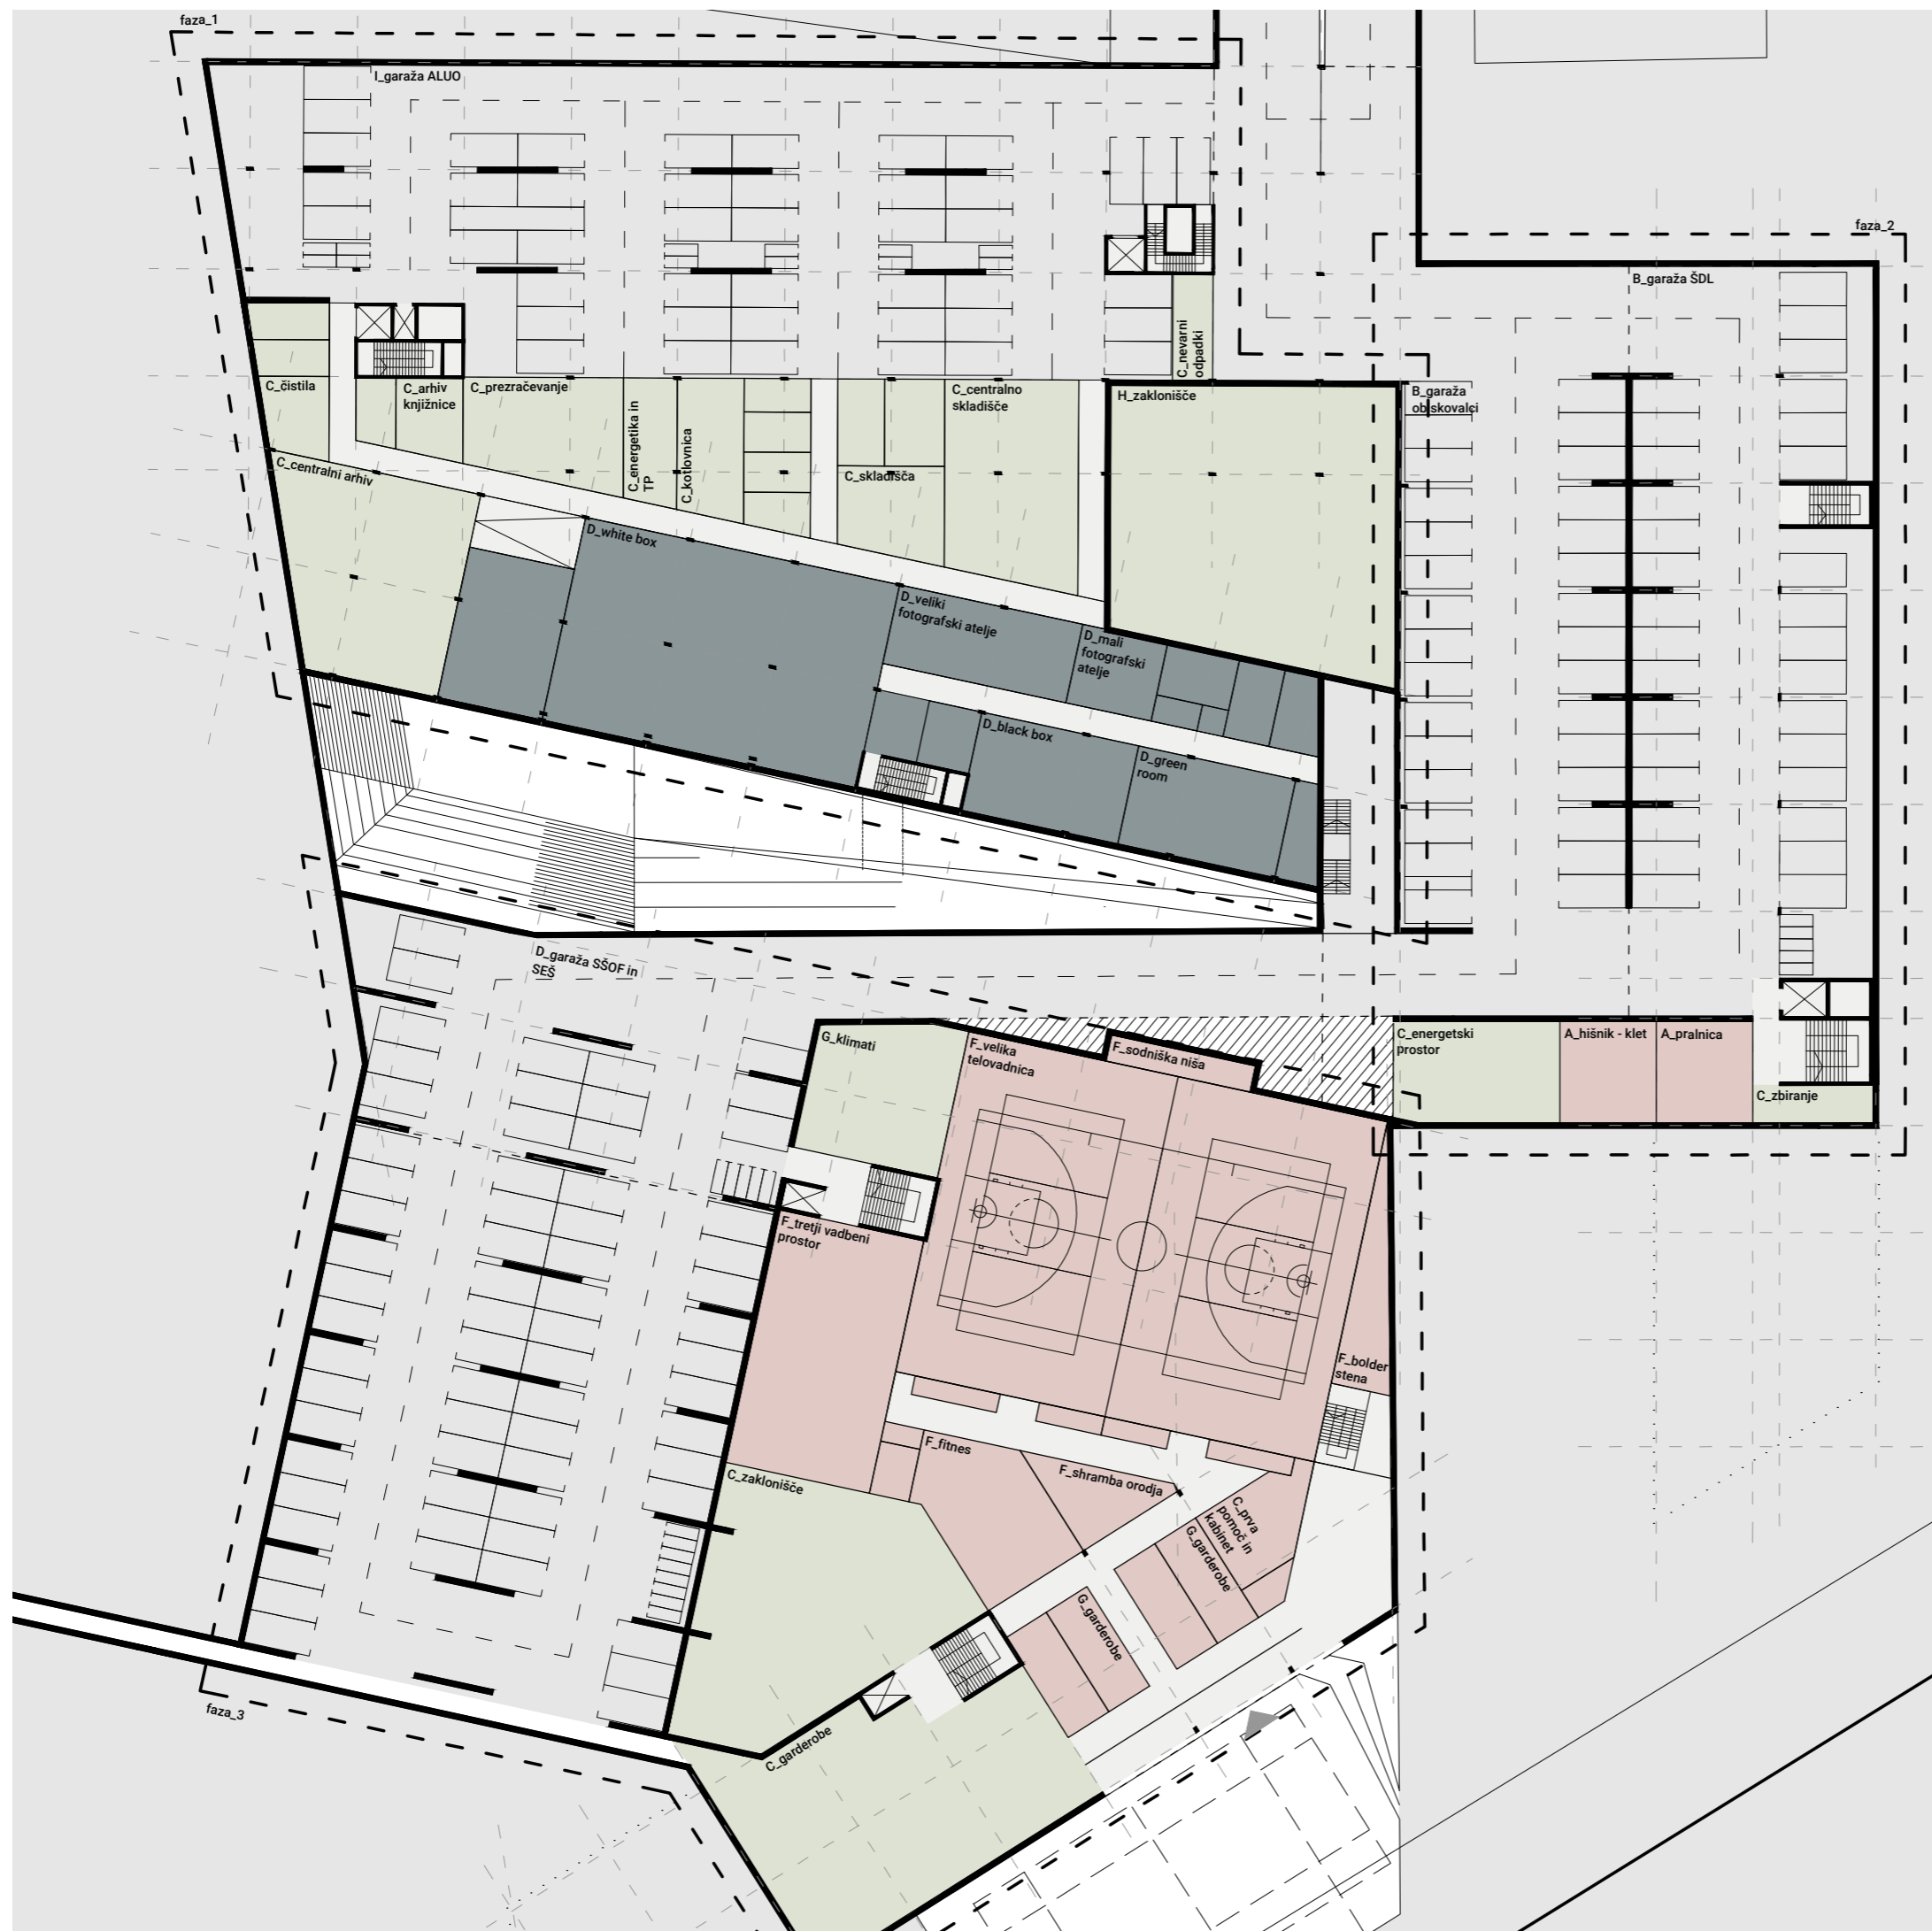 faza_1
I_garaža ALUO
faza_2
B_garaža ŠDL
C_nevarni
odpadki
C_čistila
C_arhiv
knjižnice
C_prezračevanje
C_energetika in
TP
C_kotlovnica
C_centralno
skladišče
H_zaklonišče
B_garaža
obiskovalci
C_centralni arhiv
C_skladišča
D_white box
D_veliki
fotografski atelje
D_mali
fotografski
atelje
D_black box
D_green
room
D_garaža SŠOF in
SEŠ
G_klimati
F_velika
telovadnica
F_sodniška niša
C_energetski
prostor
A_hišnik - klet
A_pralnica
C_zbiranje
F_tretji vadbeni
prostor
F_bolder
stena
F_fitnes
F_shramba orodja
C_zaklonišče
C_prva
pomoč in
kabinet
G_garderobe
G_garderobe
C_garderobe
faza_3